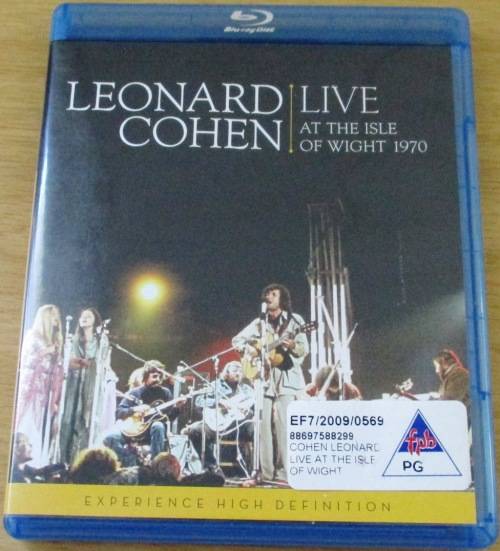 Blu-ray Disc
LEONARD
COHEN
LIVE
AT THE ISLE
OF WIGHT 1970
EF7/2009/0569
88697588299
COHEN LEONARD
LIVE AT THE ISLE
OF WIGHT
fpb
PG
EXPERIENCE HIGH DEFINITION